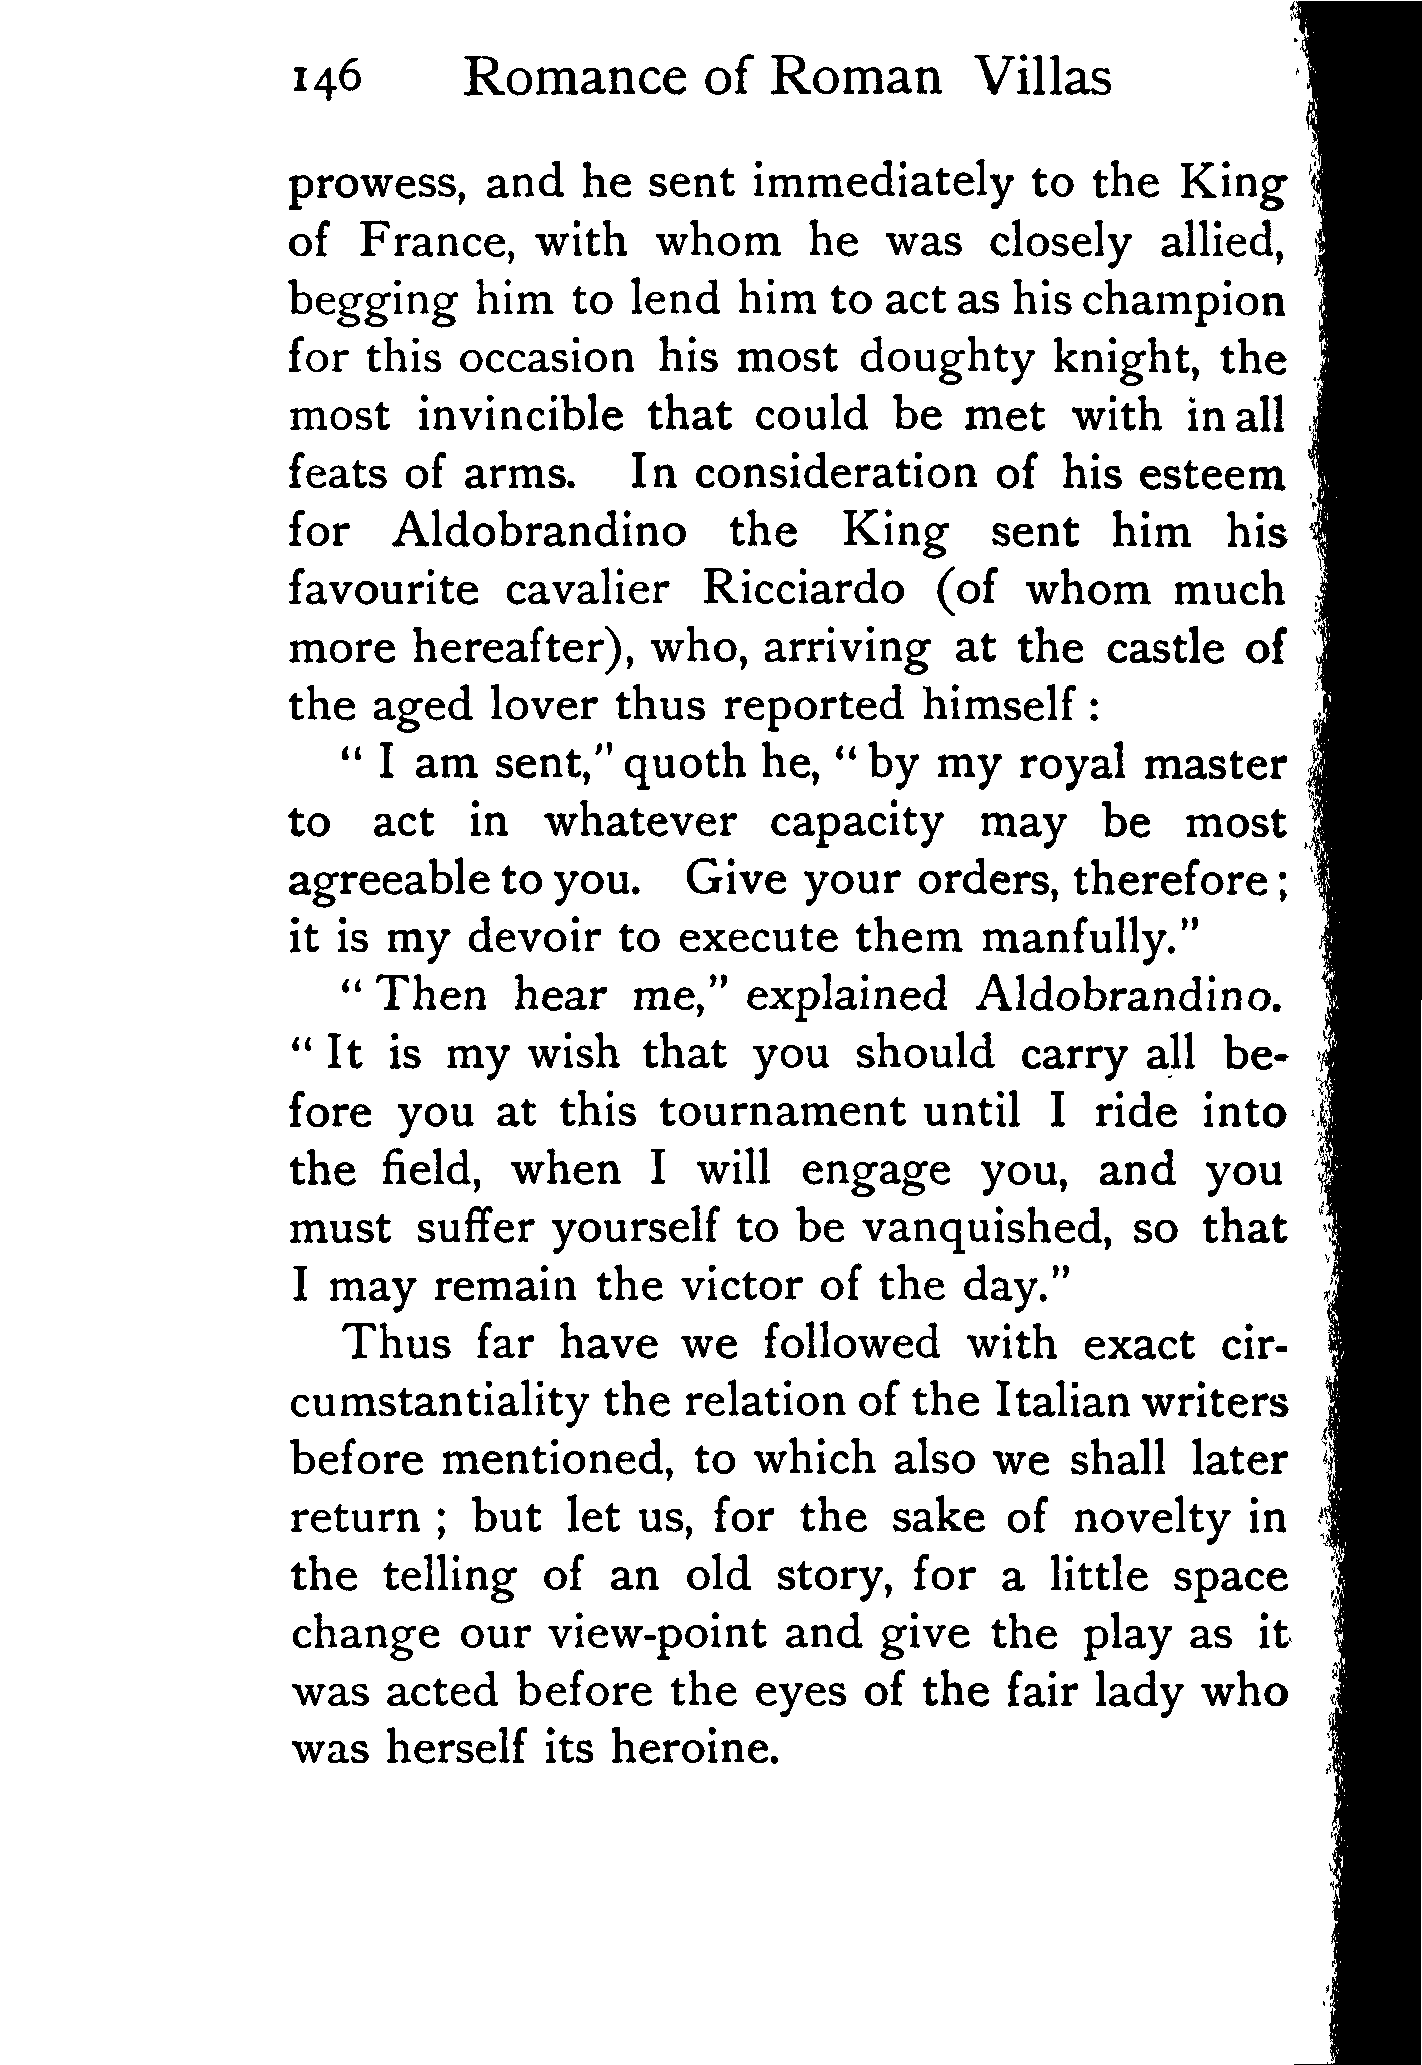 146 Romance of Roman Villas
prowess, and he sent immediately to the King
of France, with whom he was closely allied,
begging him to lend him to act as his champion
for this occasion his most doughty knight, the
most invincible that could be met with in all
feats of arms. In consideration of his esteem
for Aldobrandino the King sent him his
favourite cavalier Ricciardo (of whom much
more hereafter), who, arriving at the castle of
the aged lover thus reported himself :
" I am sent," quoth he, " by my royal master
to act in whatever capacity may be most
agreeable to you. Give your orders, therefore ;
it is my devoir to execute them manfully."
" Then hear me," explained Aldobrandino.
" It is my wish that you should carry all be-
fore you at this tournament until I ride into
the field, when I will engage you, and you
must suffer yourself to be vanquished, so that
I may remain the victor of the day."
Thus far have we followed with exact cir-
cumstantiality the relation of the Italian writers
before mentioned, to which also we shall later
return ; but let us, for the sake of novelty in
the telling of an old story, for a little space
change our view-point and give the play as it
was acted before the eyes of the fair lady who
was herself its heroine.